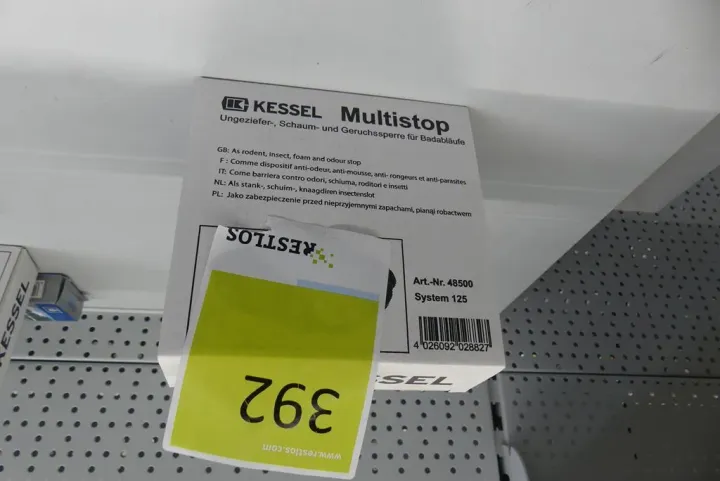 KESSEL Multistop
Ungeziefer-, Schaum- und Geruchssperre für Badabläufe
GB: As rodent, insect, foam and odour stop
F : Comme dispositif anti-odeur, anti-mousse, anti- rongeurs et anti-parasites
IT: Come barriera contro odori, schiuma, roditori e insetti
NL: Als stank-, schuim-, knaagdieren insectenslot
PL: Jako zabezpieczenie przed nieprzyjemnymi zapachami, pianąj robactwem
Art.-Nr. 48500
System 125
4 026092 028827
RESTLOS
392
www.restlos.com
KESSEL